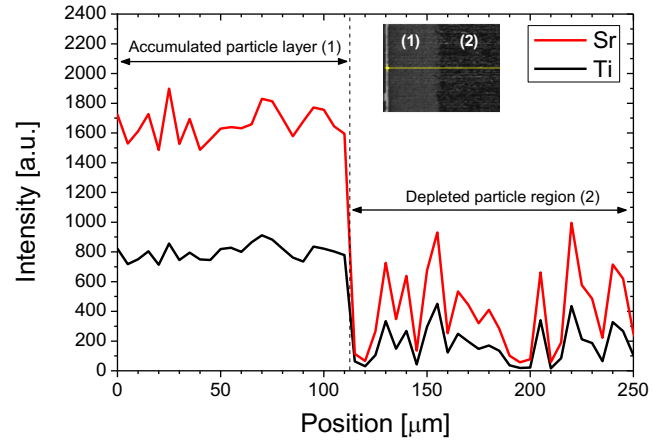 2400
2200
2000
1800
1600
1400
1200
1000
800
600
400
200
0
Intensity [a.u.]
Accumulated particle layer (1)
(1) (2)
Sr
Ti
Depleted particle region (2)
0 50 100 150 200 250
Position [μm]